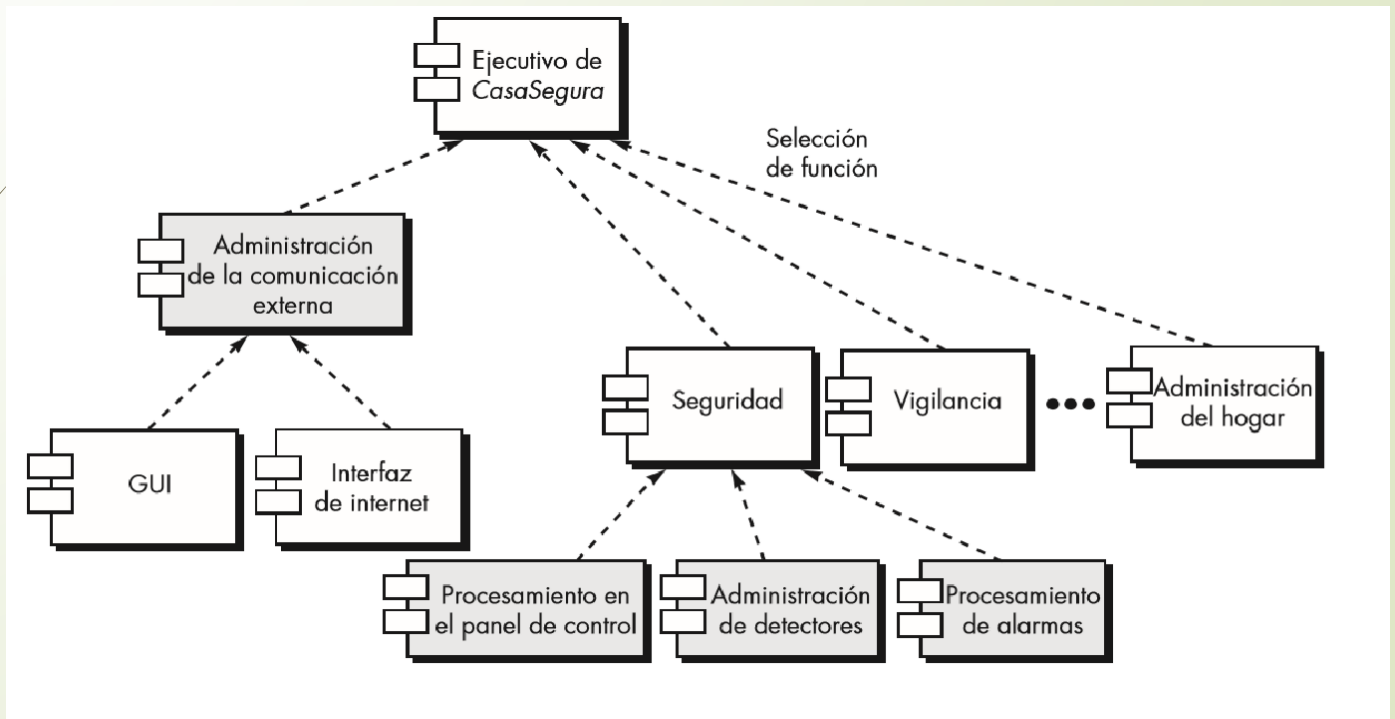 Ejecutivo de
CasaSegura
Selección
de función
Administración
de la comunicación
externa
Seguridad
Vigilancia
Administración
del hogar
GUI
Interfaz
de internet
Procesamiento en
el panel de control
Administración
de detectores
Procesamiento
de alarmas